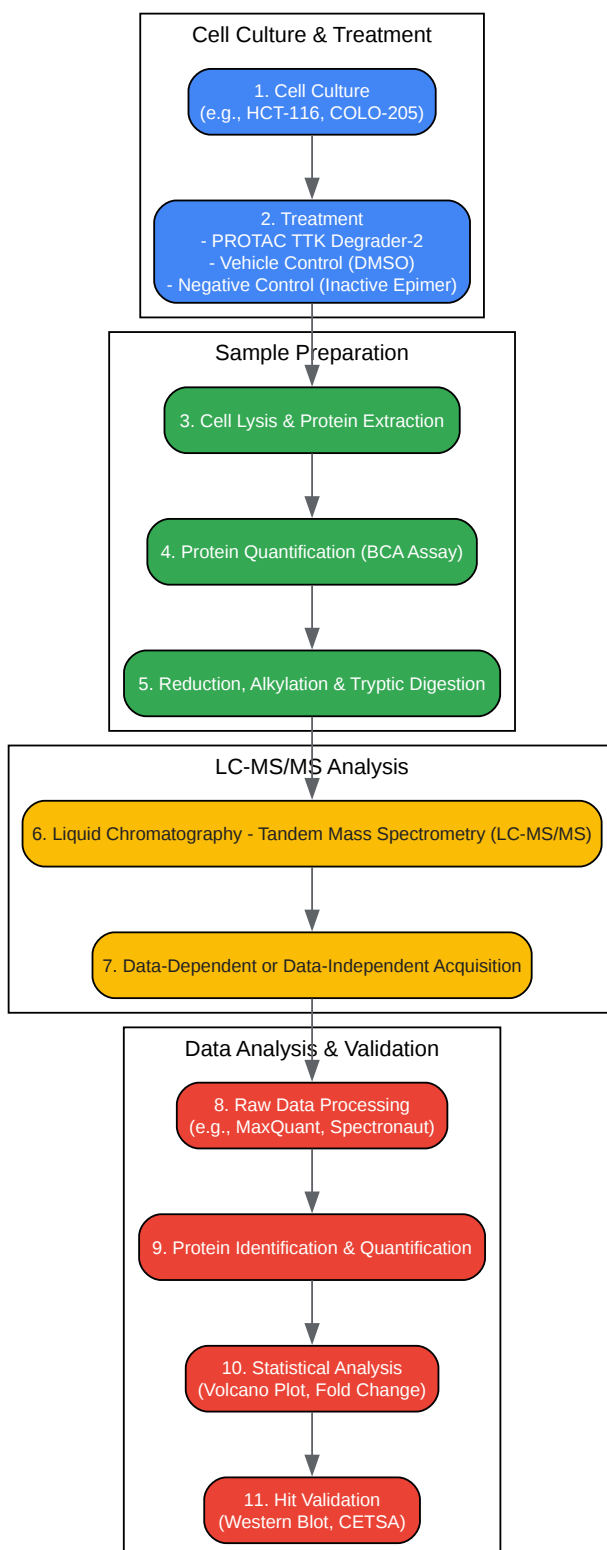 Cell Culture & Treatment
1. Cell Culture
(e.g., HCT-116, COLO-205)
2. Treatment
- PROTAC TTK Degrader-2
- Vehicle Control (DMSO)
- Negative Control (Inactive Epimer)
Sample Preparation
3. Cell Lysis & Protein Extraction
4. Protein Quantification (BCA Assay)
5. Reduction, Alkylation & Tryptic Digestion
LC-MS/MS Analysis
6. Liquid Chromatography - Tandem Mass Spectrometry (LC-MS/MS)
7. Data-Dependent or Data-Independent Acquisition
Data Analysis & Validation
8. Raw Data Processing
(e.g., MaxQuant, Spectronaut)
9. Protein Identification & Quantification
10. Statistical Analysis
(Volcano Plot, Fold Change)
11. Hit Validation
(Western Blot, CETSA)